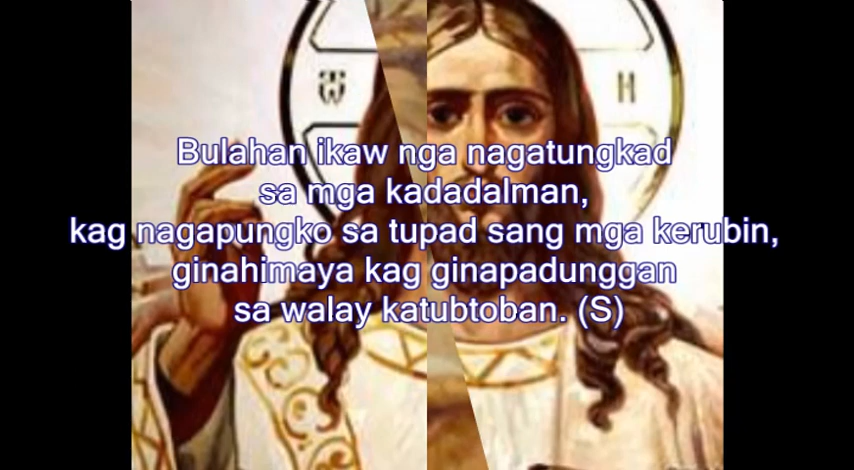 Bulahan ikaw nga nagatungkad
sa mga kadadalman,
kag nagapungko sa tupad sang mga kerubin,
ginahimaya kag ginapadunggan
sa walay katubtoban. (S)